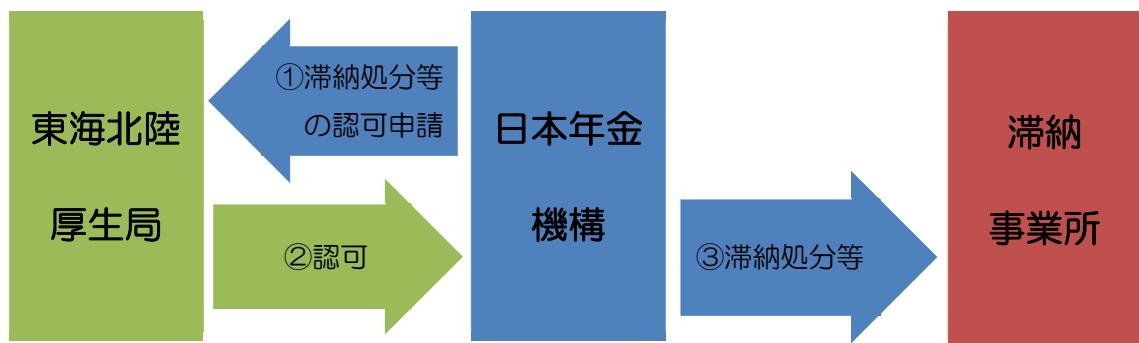 東海北陸
厚生局
①滞納処分等
の認可申請
②認可
日本年金
機構
③滞納処分等
滞納
事業所